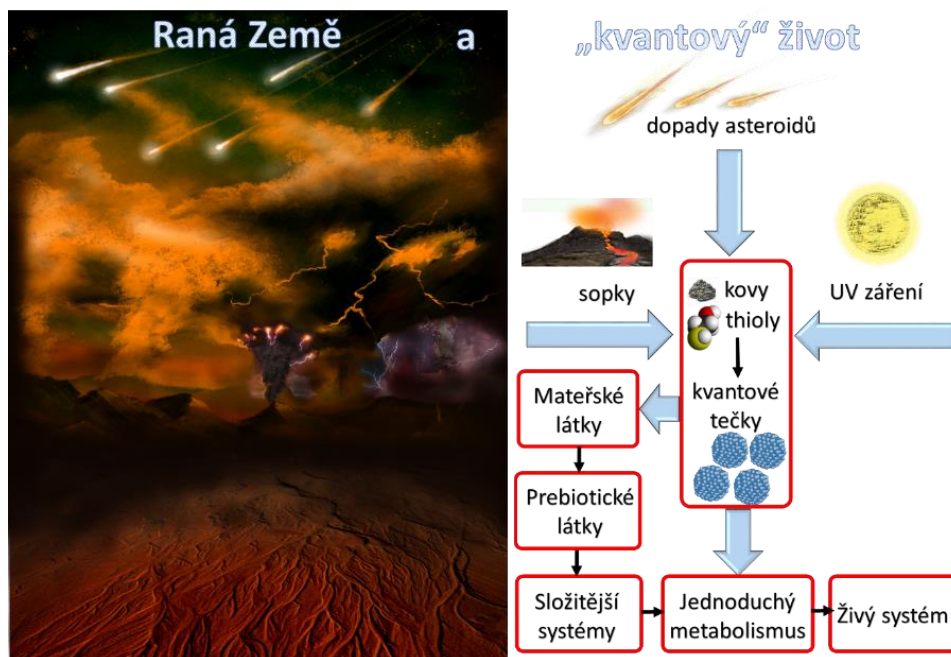 Raná Země
a
„kvantový“ život
dopady asteroidů
sopky
UV záření
kovy
thioly
kvantové
tečky
Mateřské
látky
Prebiotické
látky
Složitější
systémy
Jednoduchý
metabolismus
Živý systém